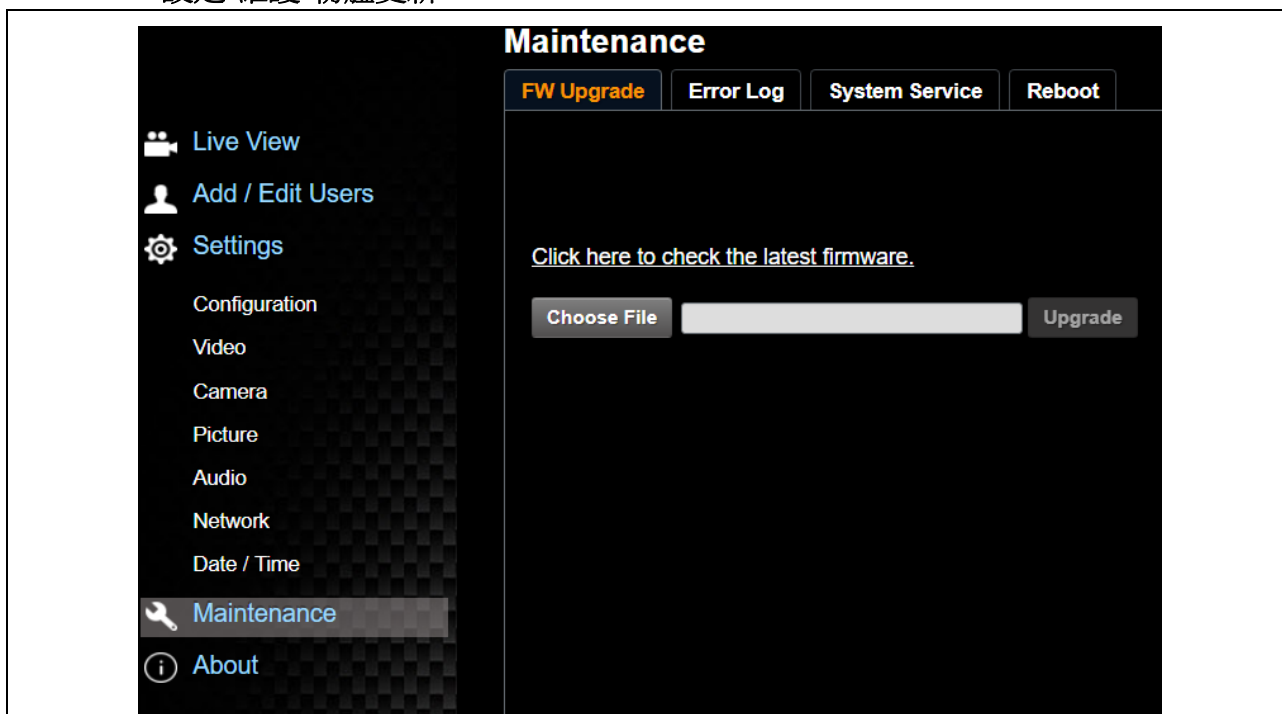 Maintenance
FW Upgrade Error Log System Service Reboot
Live View
Add / Edit Users
Settings
Configuration
Video
Camera
Picture
Audio
Network
Date / Time
Maintenance
About
Click here to check the latest firmware.
Choose File Upgrade